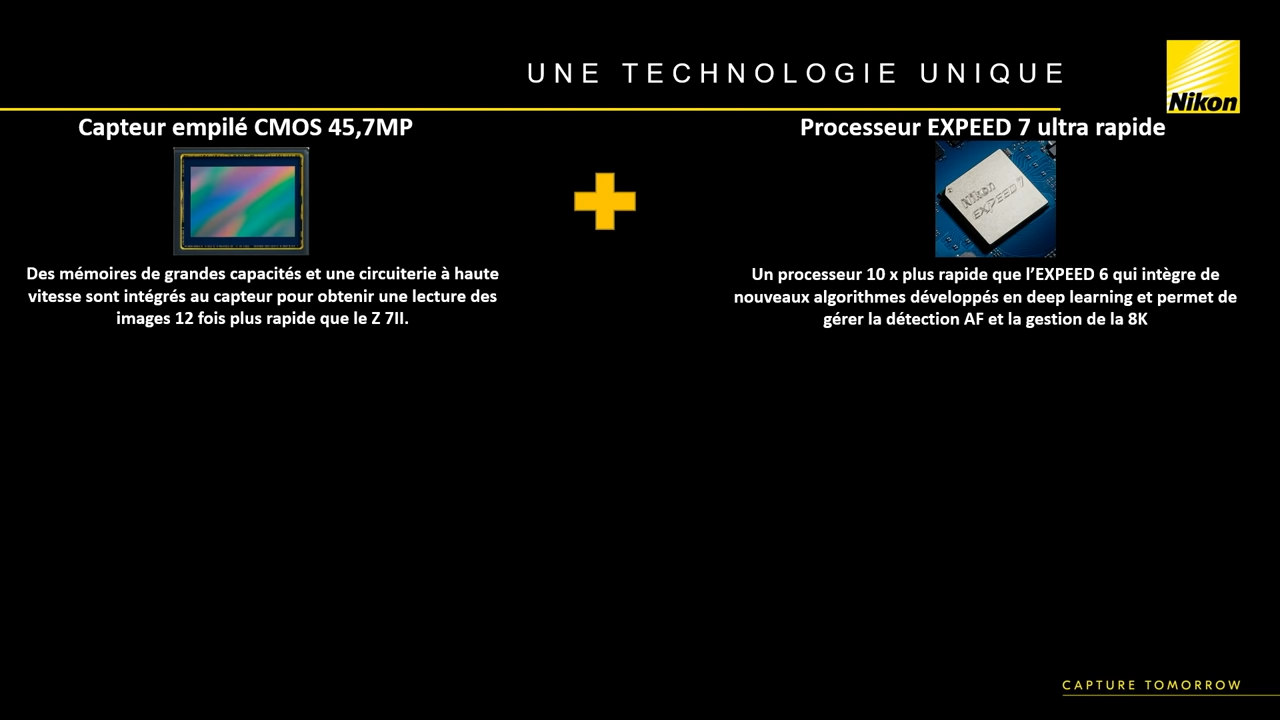 UNE TECHNOLOGIE UNIQUE
Nikon
Capteur empilé CMOS 45,7MP
Des mémoires de grandes capacités et une circuiterie à haute
vitesse sont intégrés au capteur pour obtenir une lecture des
images 12 fois plus rapide que le Z 7II.
Processeur EXPEED 7 ultra rapide
Nikon
EXPEED 7
Un processeur 10 x plus rapide que l’EXPEED 6 qui intègre de
nouveaux algorithmes développés en deep learning et permet de
gérer la détection AF et la gestion de la 8K
CAPTURE TOMORROW